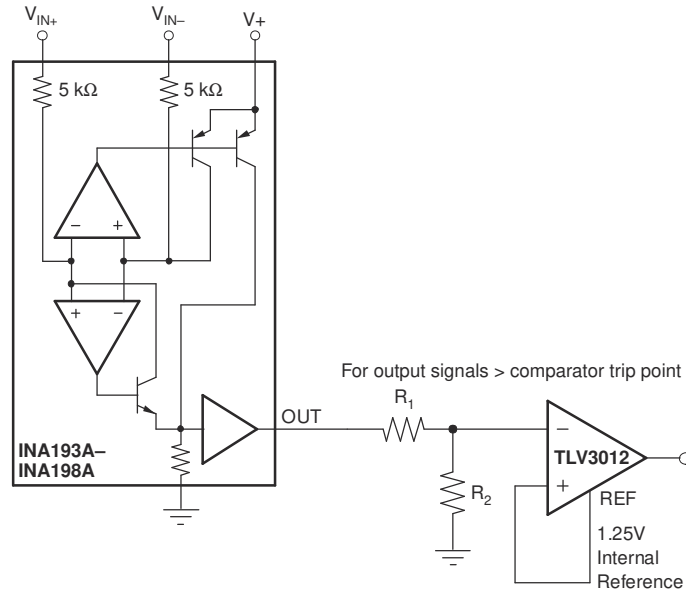 V_IN+
V_IN–
V+
5 kΩ
5 kΩ
–
+
+
–
For output signals > comparator trip point
R_1
OUT
INA193A–
INA198A
–
TLV3012
+
REF
R_2
1.25V
Internal
Reference